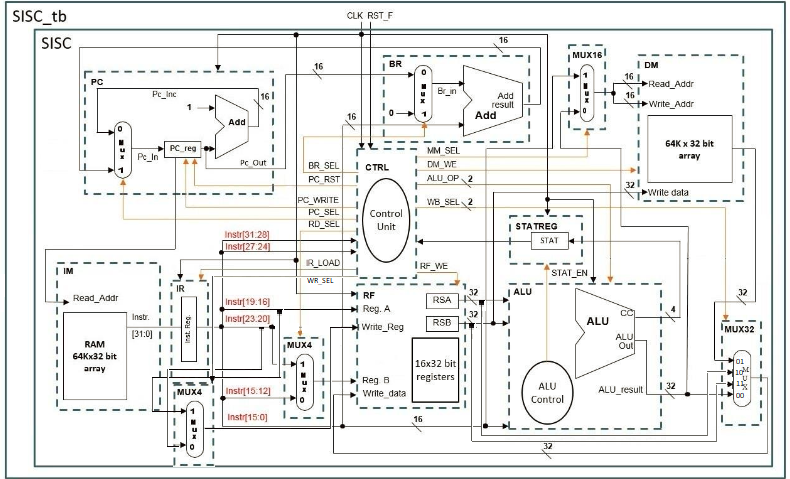 SISC_tb
CLK RST_F
SISC
16
PC
Pc_Inc
16
1
Add
0
Mux
1
Pc_In
PC_reg
Pc_Out
16
BR
0
Mux
1
Br_in
Add result
Add
0
16
16
MUX16
1
Mux
0
DM
16
Read_Addr
16
Write_Addr
64K x 32 bit
array
32
Write data
BR_SEL
PC_RST
PC_WRITE
PC_SEL
RD_SEL
CTRL
Control
Unit
MM_SEL
DM_WE
ALU_OP
2
WB_SEL
2
Instr[31:28]
Instr[27:24]
IR_LOAD
WR_SEL
RF_WE
STATREG
STAT
STAT_EN
IM
Read_Addr
RAM
64Kx32 bit
array
Instr.
[31:0]
IR
Inst. Reg.
Instr[19:16]
Instr[23:20]
Instr[15:12]
Instr[15:0]
MUX4
1
Mux
0
MUX4
1
Mux
0
RF
Reg. A
Write_Reg
Reg. B
Write_data
RSA
32
RSB
32
16x32 bit
registers
16
ALU
ALU
CC
4
ALU
Out
ALU_result
32
ALU
Control
32
MUX32
01
10
11
00
MUX
32